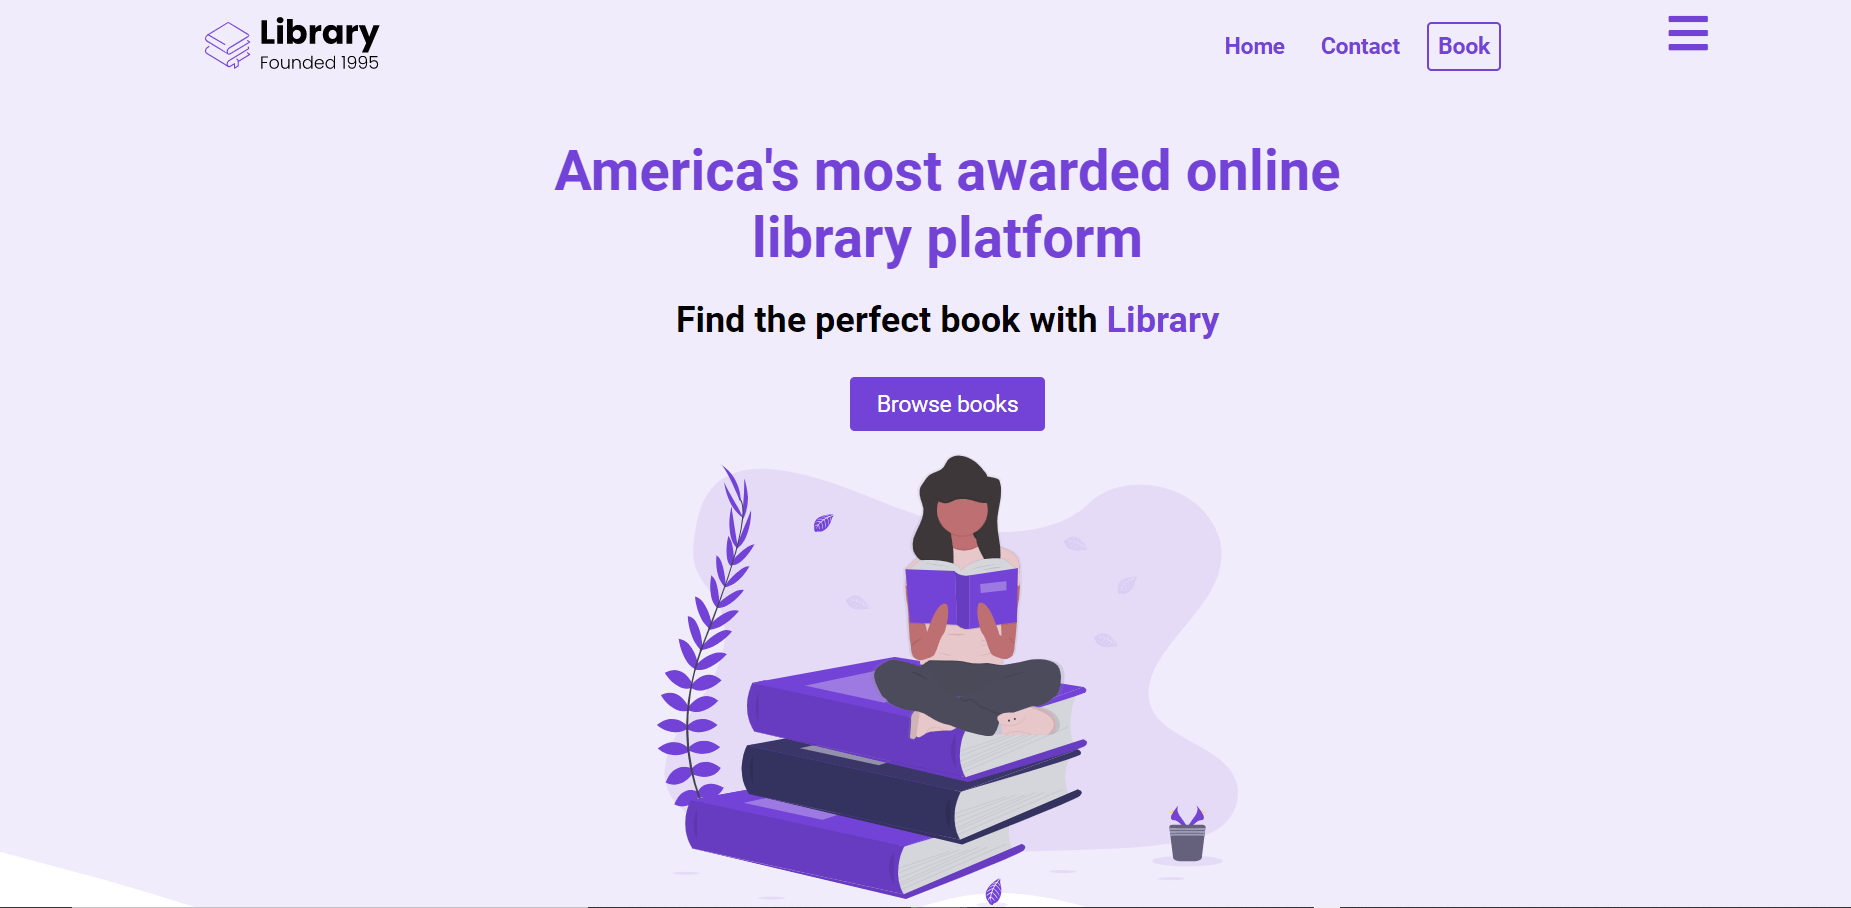 Library
Founded 1995
Home
Contact
Book
America's most awarded online
library platform
Find the perfect book with Library
Browse books